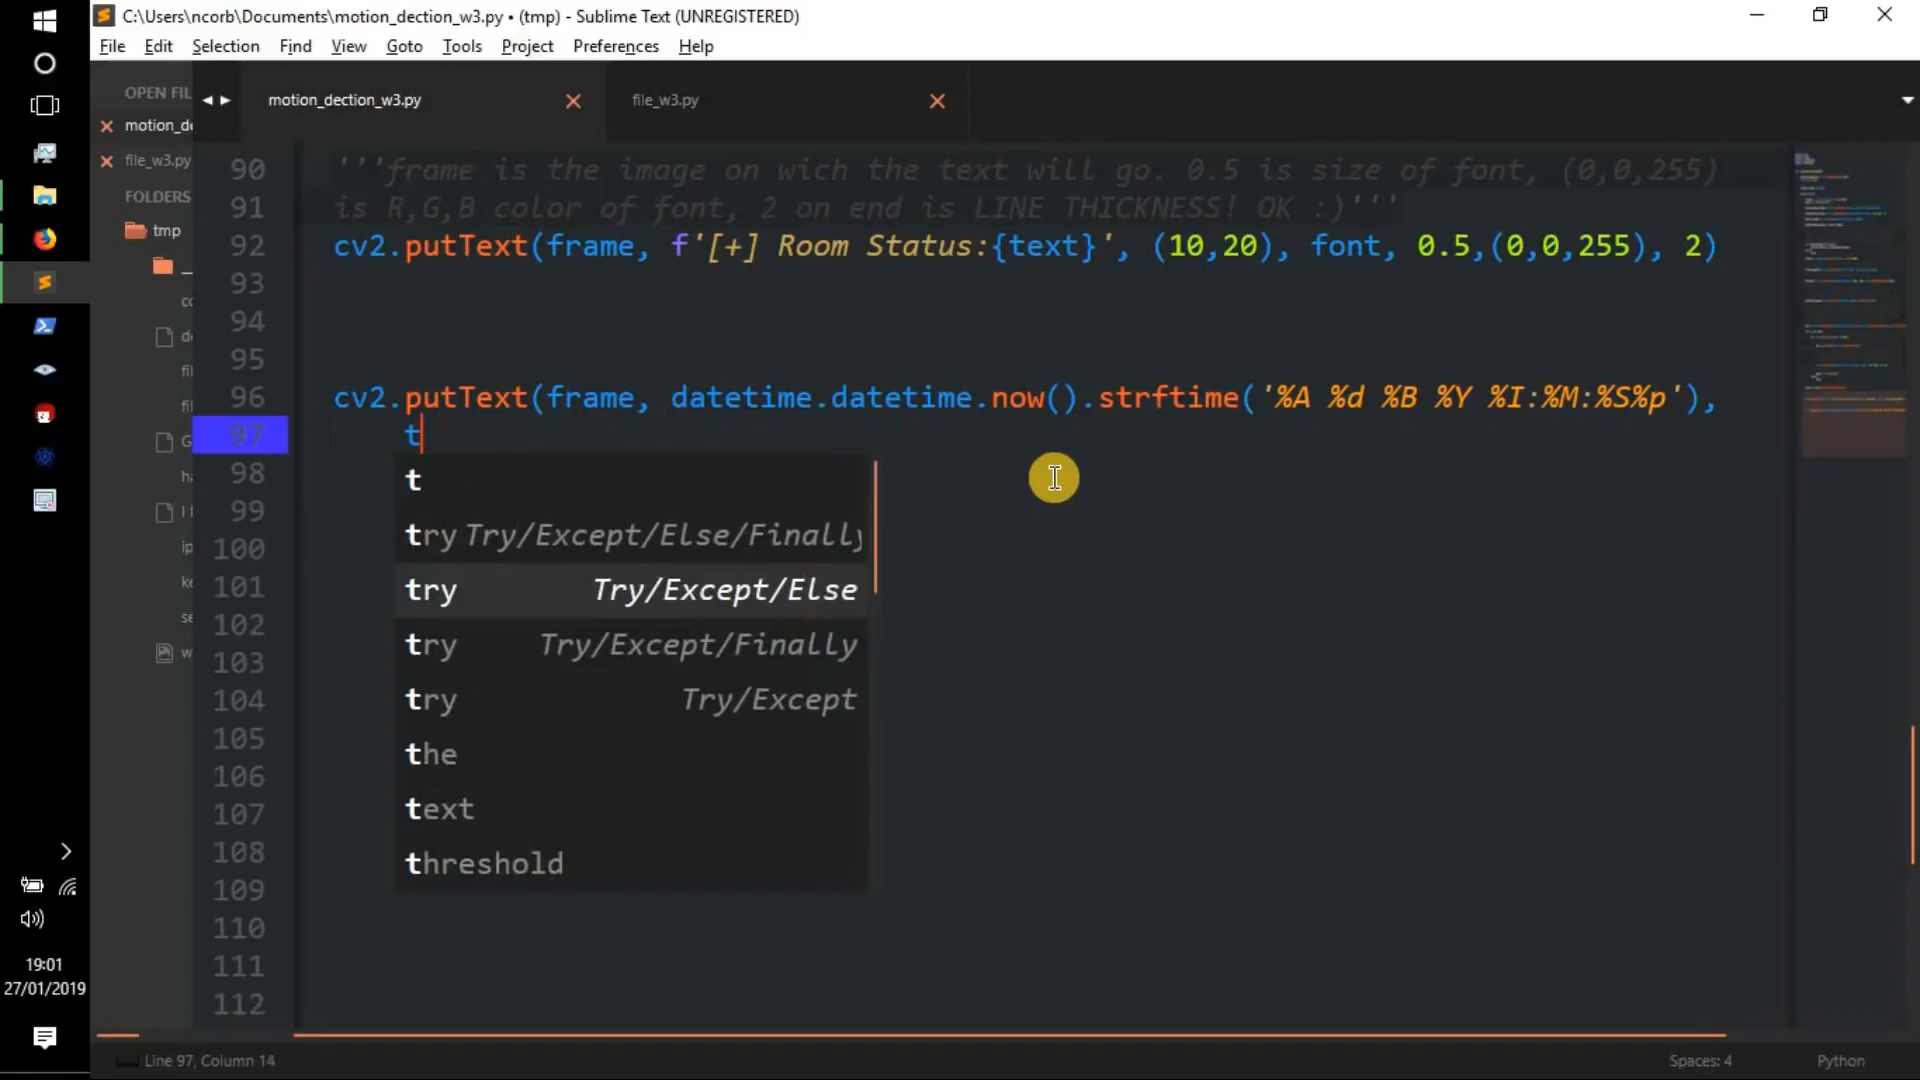 C:\Users\ncorb\Documents\motion_dection_w3.py • (tmp) - Sublime Text (UNREGISTERED)
File Edit Selection Find View Goto Tools Project Preferences Help
OPEN FIL
motion_de
file_w3.py
FOLDERS
tmp
motion_dection_w3.py
file_w3.py
90 '''frame is the image on wich the text will go. 0.5 is size of font, (0,0,255)
91 is R,G,B color of font, 2 on end is LINE THICKNESS! OK :)'''
92 cv2.putText(frame, f'[+] Room Status:{text}', (10,20), font, 0.5,(0,0,255), 2)
93
94
95
96 cv2.putText(frame, datetime.datetime.now().strftime('%A %d %B %Y %I:%M:%S%p'),
97 t
98 t
99 try Try/Except/Else/Finally
100
101 try Try/Except/Else
102 try Try/Except/Finally
103
104 try Try/Except
105 the
106
107 text
108 threshold
109
110
111
112
19:01
27/01/2019
Line 97, Column 14
Spaces: 4
Python